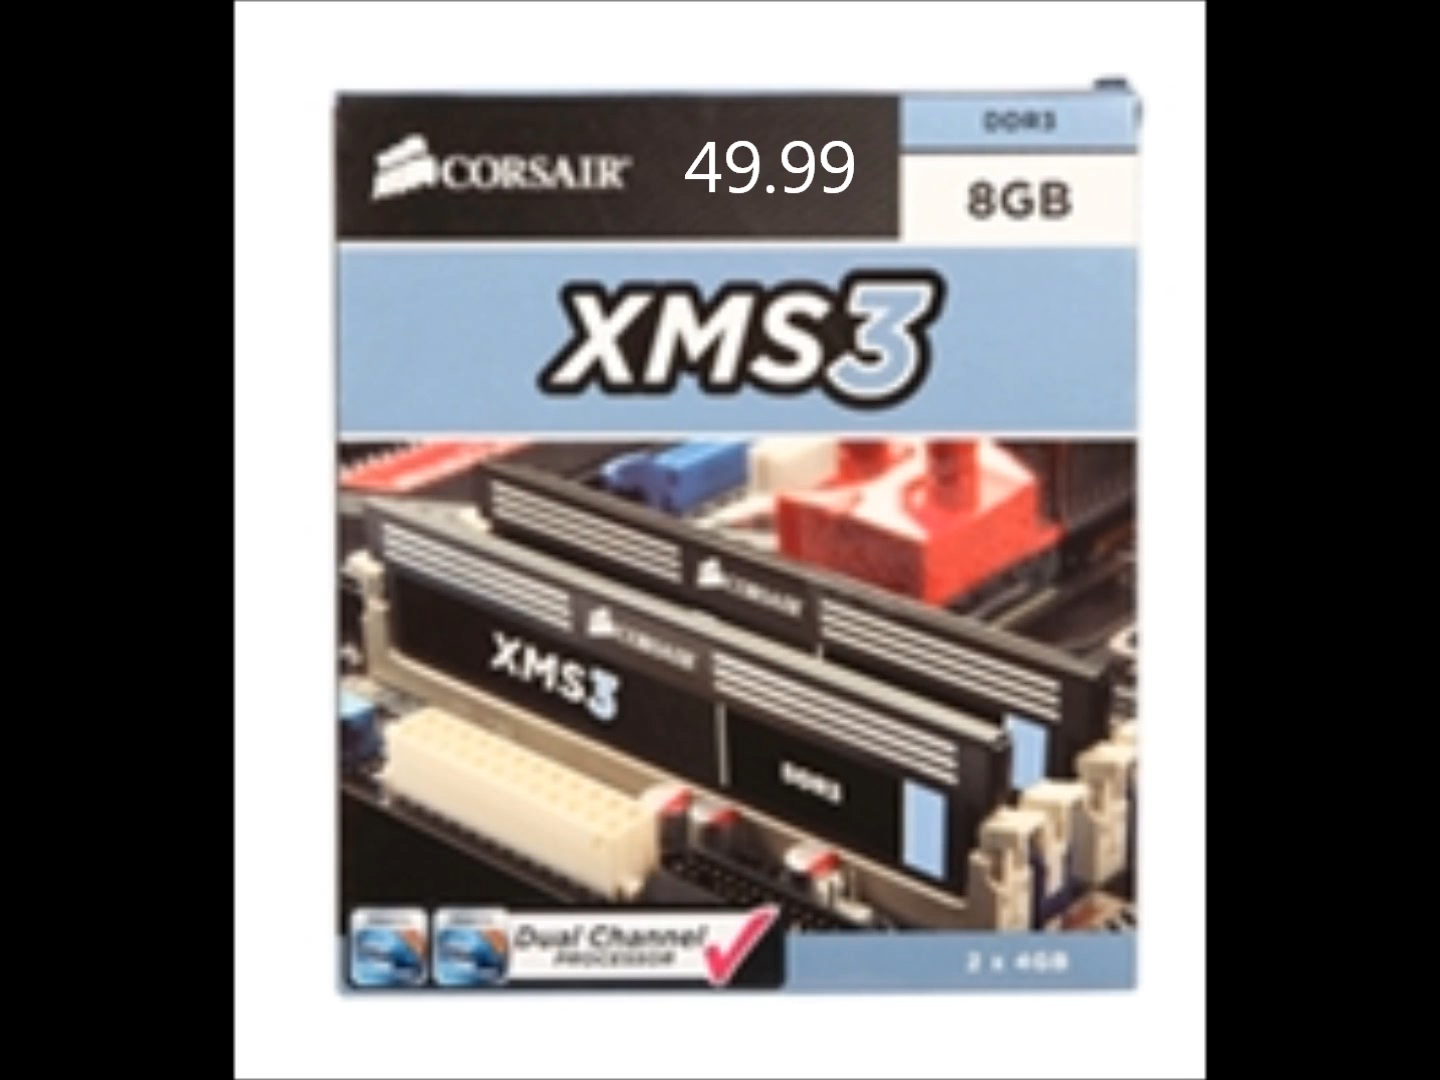 CORSAIR
49.99
DDR3
8GB
XMS3
CORSAIR
CORSAIR
XMS3
DDR3
Dual Channel
PROCESSOR
2 x 4GB